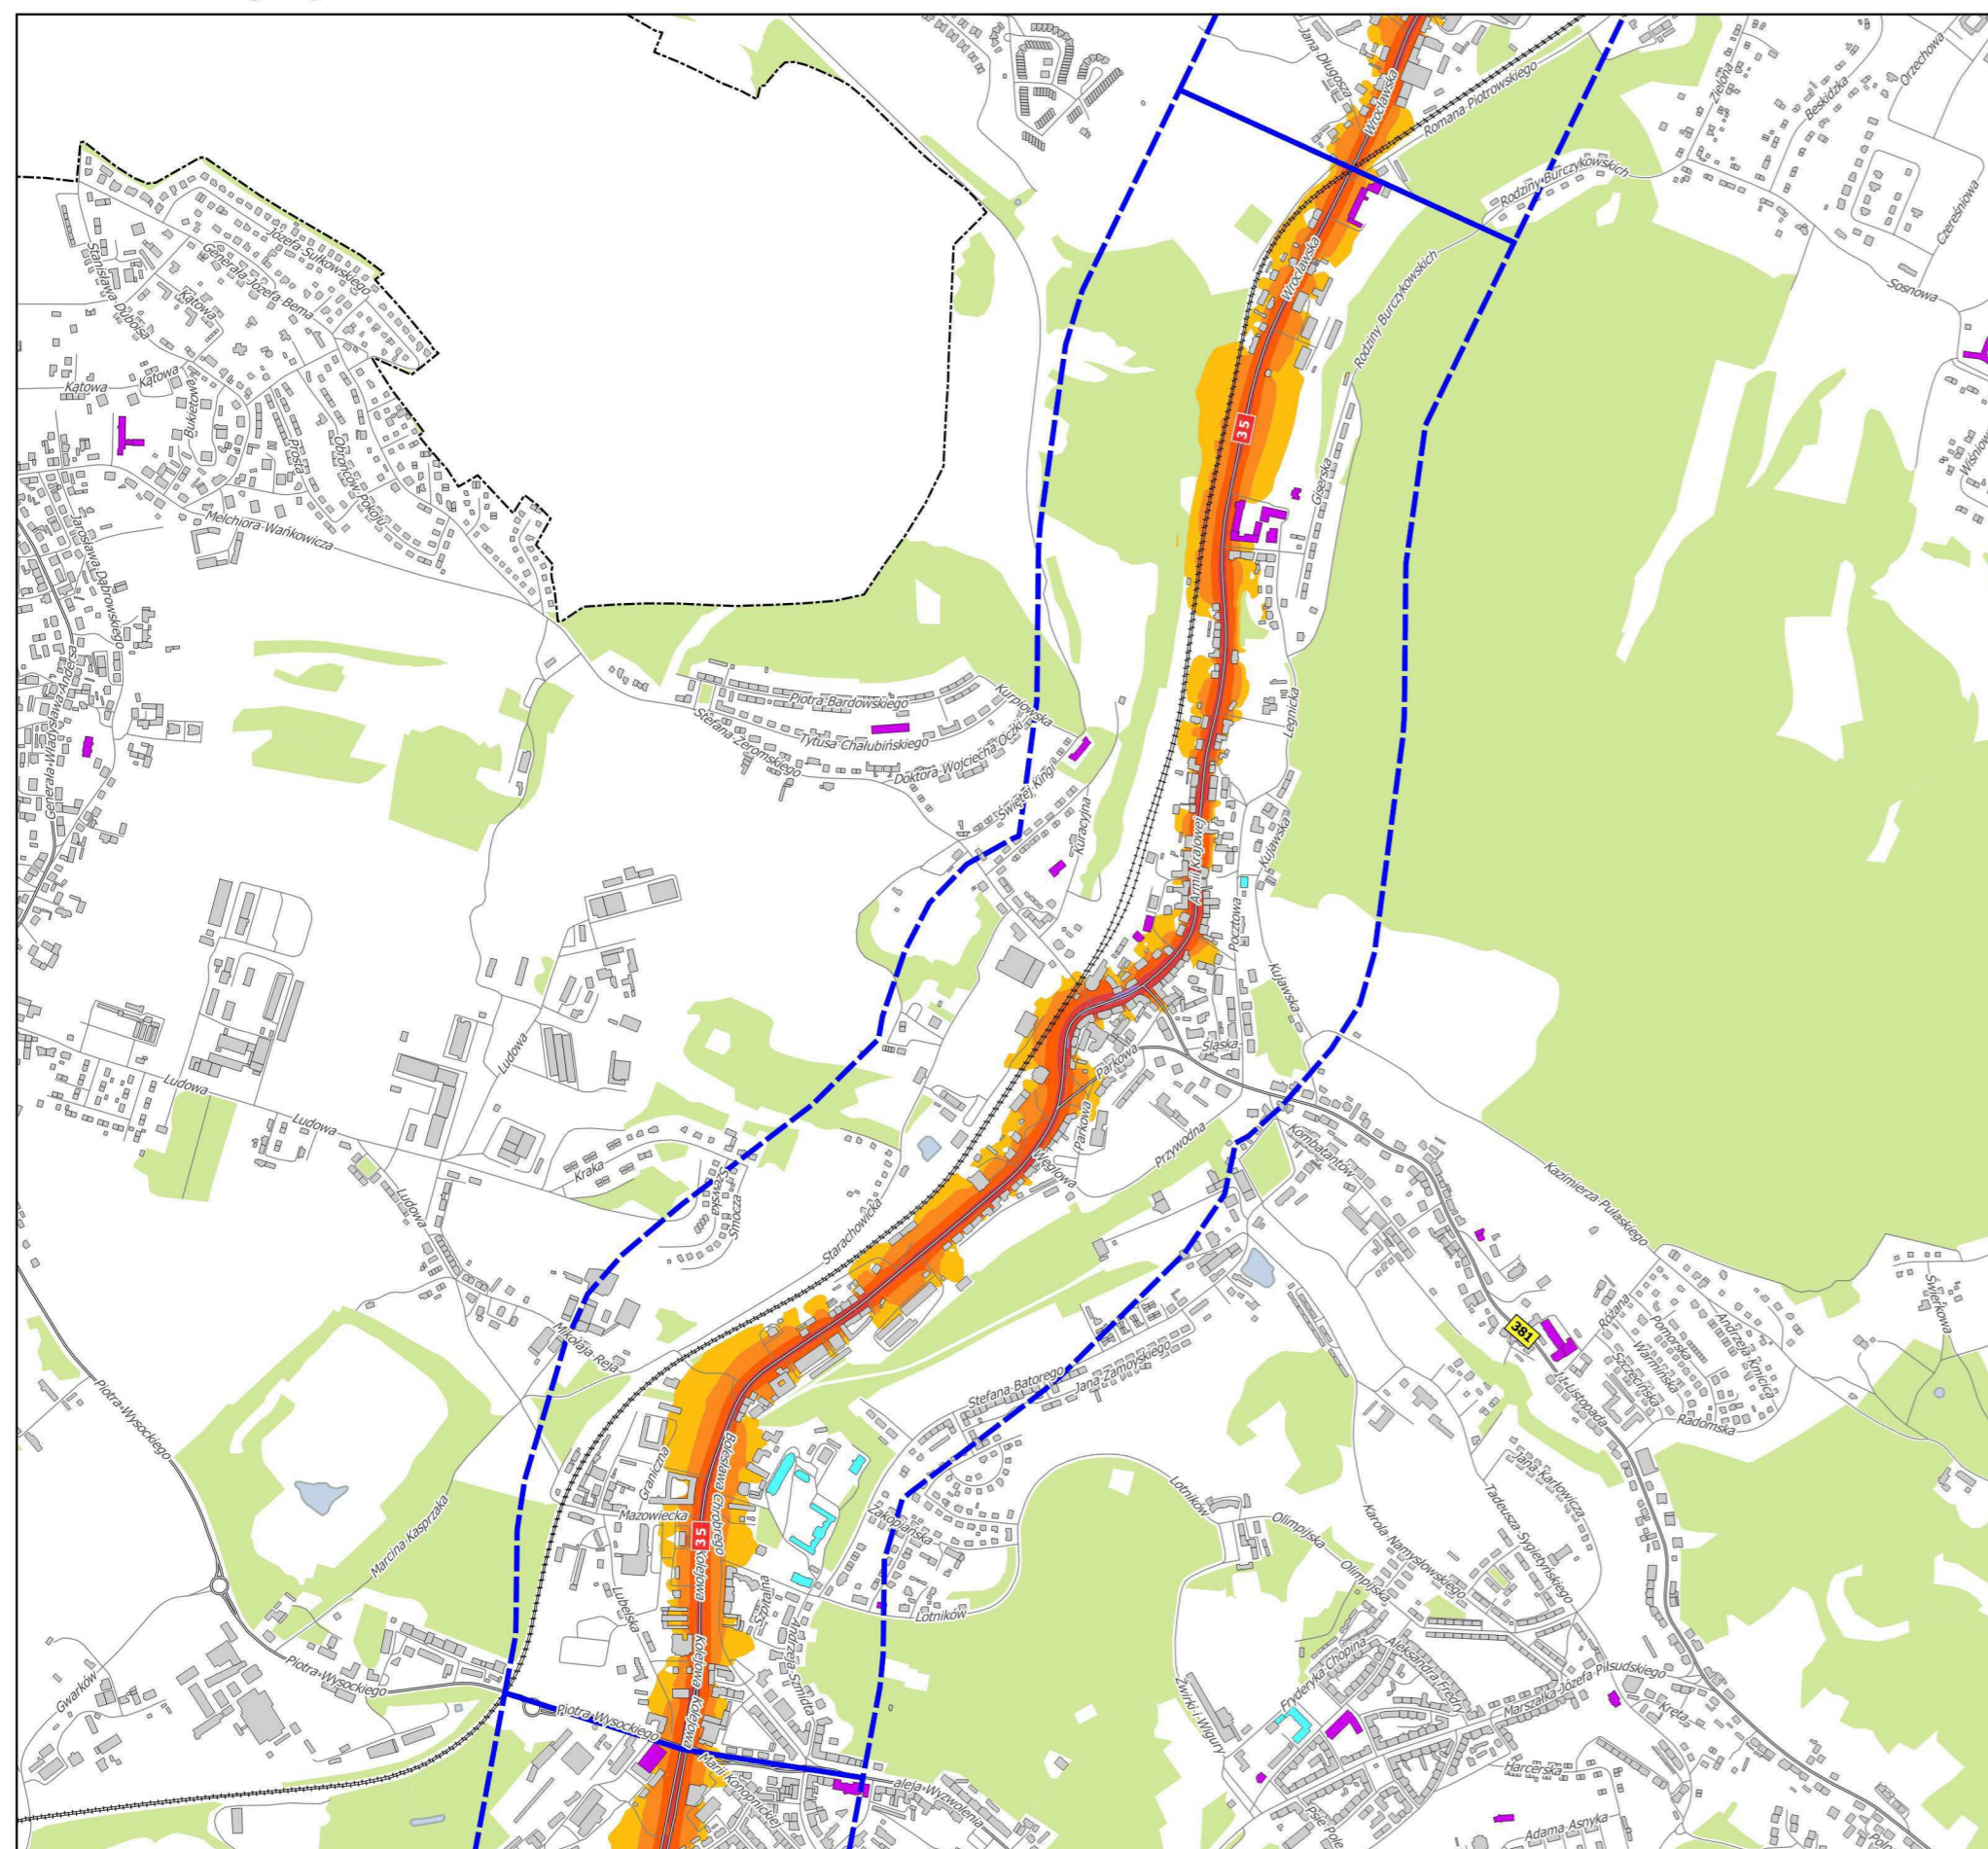 Jana Długosza
Wrocławska
Romana Piotrowskiego
Zielona
Beskidzka
Orzechowa
Rodziny Burczykowskich
Czereśniowa
Józefa Sułkowskiego
Generała Józefa Bema
Stanisława Dubois
Kątowa
Wrocławska
Rodziny Burczykowskich
Sosnowa
Kątowa
Kątowa
Bukietowa
Prosta
Obrońców Pokoju
35
Wiśniowa
Giserska
Melchiora Wańkowicza
Jarosława Dąbrowskiego
Generała Władysława Andersa
Piotra Bardowskiego
Kurpiowska
Legnicka
Stefana Żeromskiego
Tytusa Chałubińskiego
Doktora Wojciecha Oczki
Świętej Kingi
Kuracyjna
Armii Krajowej
Kujawska
Pocztowa
Kujawska
Ludowa
Ludowa
Śląska
Parkowa
Ludowa
Parkowa
Przywodna
Węglowa
Kombatantów
Kazimierza Pułaskiego
Kraka
Szewska
Smocza
Ludowa
Starachowicka
Świerkowa
Mikołaja Reja
381
Różana
Pomorska
Andrzeja Kmicica
Warmińska
Szczecińska
Jana Zamoyskiego
Stefana Batorego
11 Listopada
Radomska
Piotra Wysockiego
Graniczna
Bolesława Chrobrego
Mazowiecka
Marcina Kasprzaka
Zakopiańska
Lotników
Olimpijska
Jana Karłowicza
Tadeusza Sygietyńskiego
Karola Namysłowskiego
Olimpijska
35
Kolejowa
Lubelska
Szpitalna
Lotników
Andrzeja Szmidta
Kolejowa
Kolejowa
Piotra Wysockiego
Gwarków
Piotra Wysockiego
Fryderyka Chopina
Aleksandra Fredry
Marszałka Józefa Piłsudskiego
Kręta
Żwirki i Wigury
Marii Konopnickiej
aleja Wyzwolenia
Harcerska
Psie Pole
Adama Asnyka